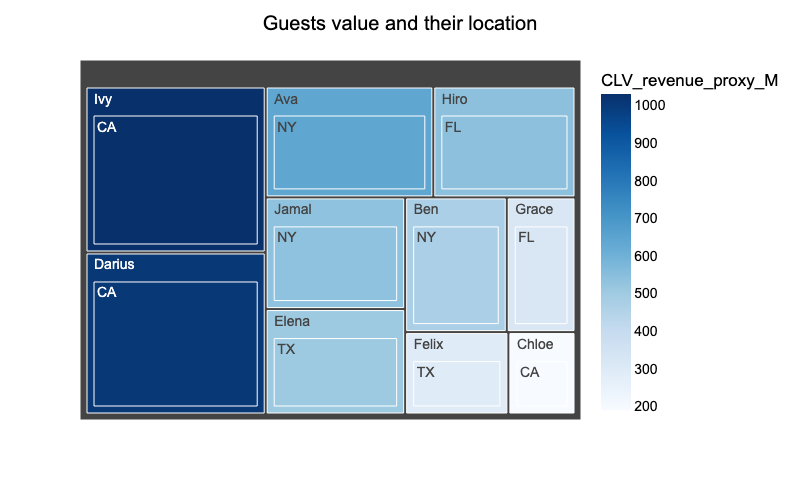 Guests value and their location
Ivy
CA
Ava
NY
Hiro
FL
Jamal
NY
Ben
NY
Grace
FL
Darius
CA
Elena
TX
Felix
TX
Chloe
CA
CLV_revenue_proxy_M
1000
900
800
700
600
500
400
300
200